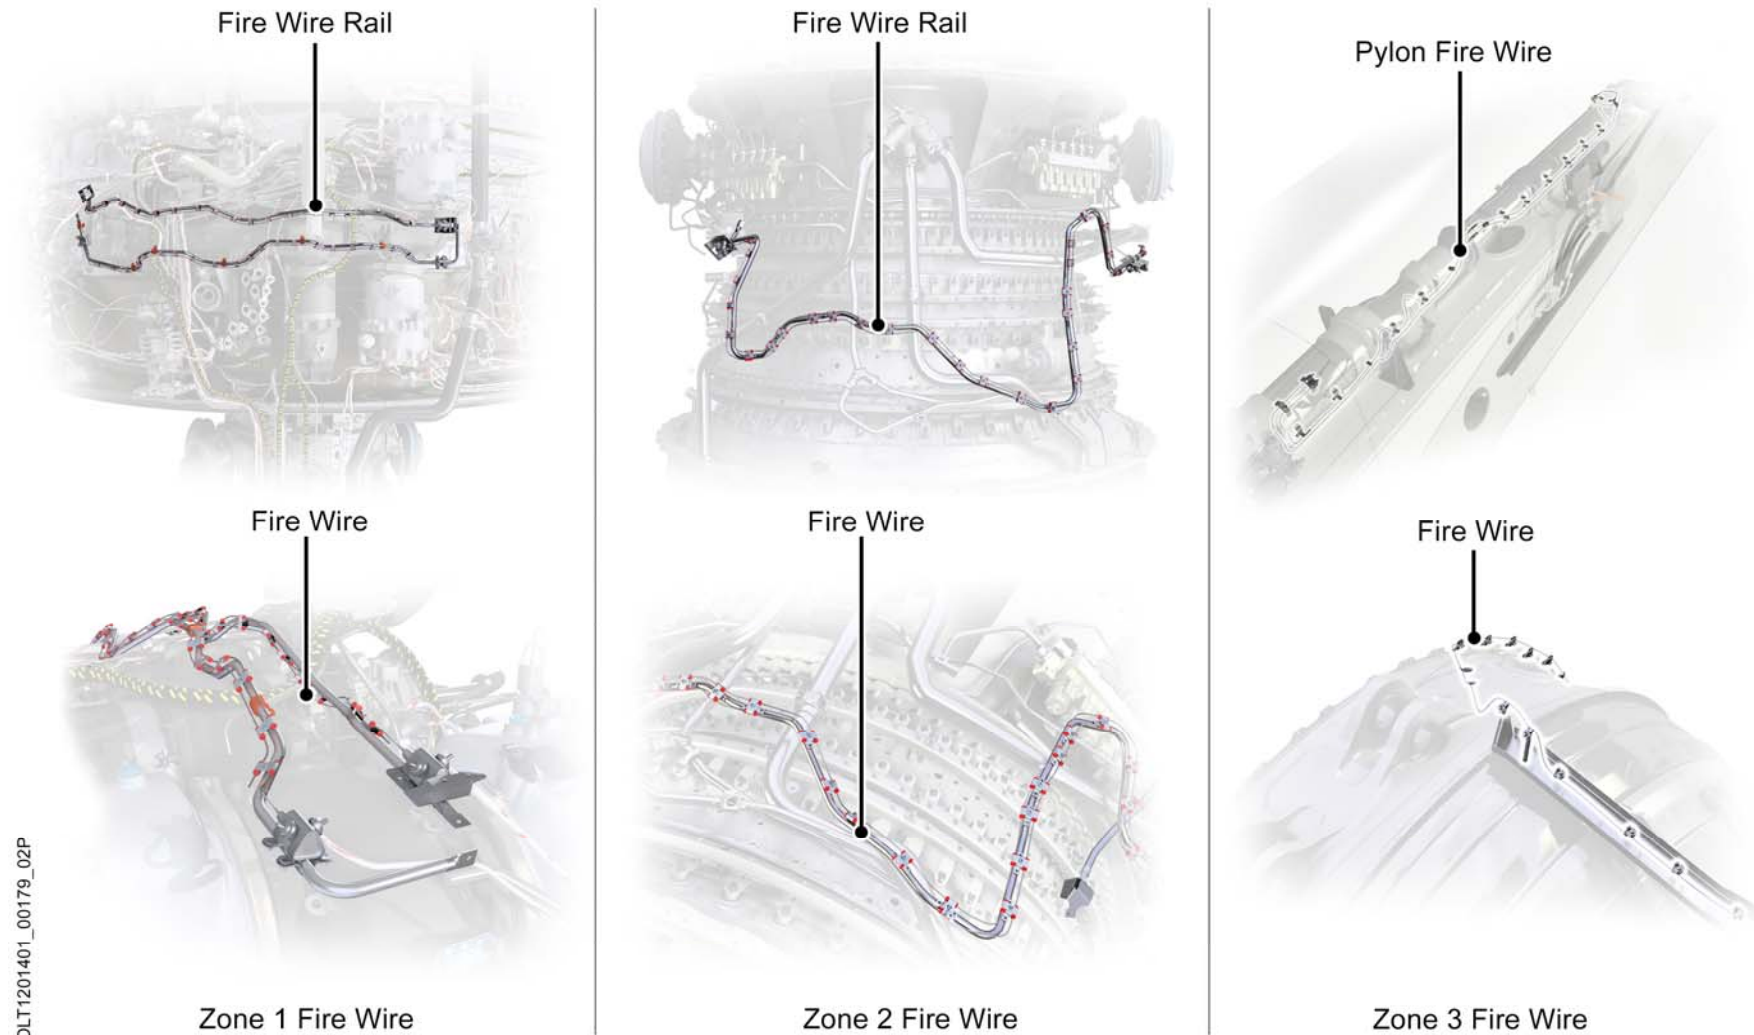 Fire Wire Rail
Fire Wire Rail
Pylon Fire Wire
Fire Wire
Fire Wire
Fire Wire
Zone 1 Fire Wire
Zone 2 Fire Wire
Zone 3 Fire Wire
OLT1201401_00179_02P